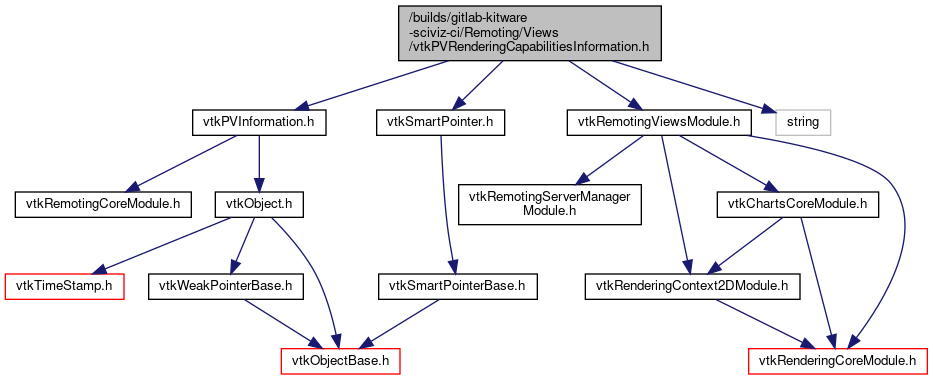 /builds/gitlab-kitware
-sciviz-ci/Remoting/Views
/vtkPVRenderingCapabilitiesInformation.h
vtkPVInformation.h
vtkSmartPointer.h
vtkRemotingViewsModule.h
string
vtkRemotingCoreModule.h
vtkObject.h
vtkRemotingServerManager
Module.h
vtkChartsCoreModule.h
vtkTimeStamp.h
vtkWeakPointerBase.h
vtkSmartPointerBase.h
vtkRenderingContext2DModule.h
vtkObjectBase.h
vtkRenderingCoreModule.h